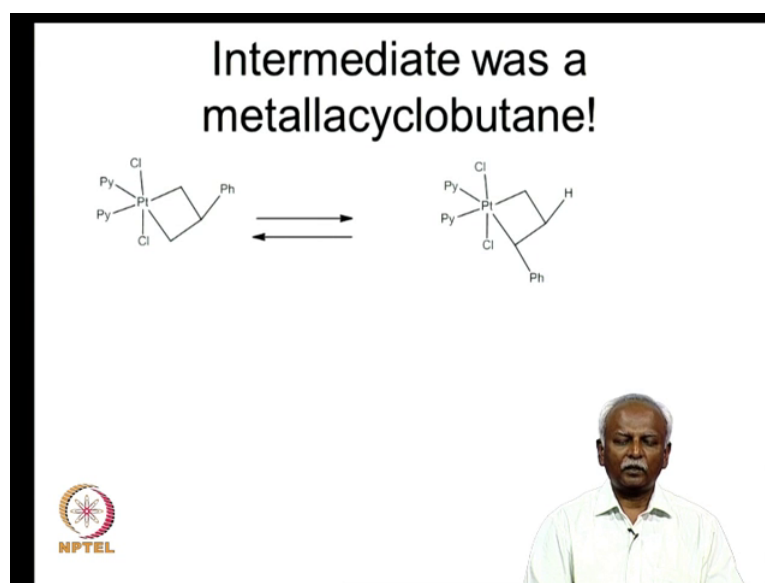 Intermediate was a
metallacyclobutane!
Cl
Py
Pt
Ph
Py
Cl
Cl
Py
H
Pt
Py
Cl
Ph
NPTEL